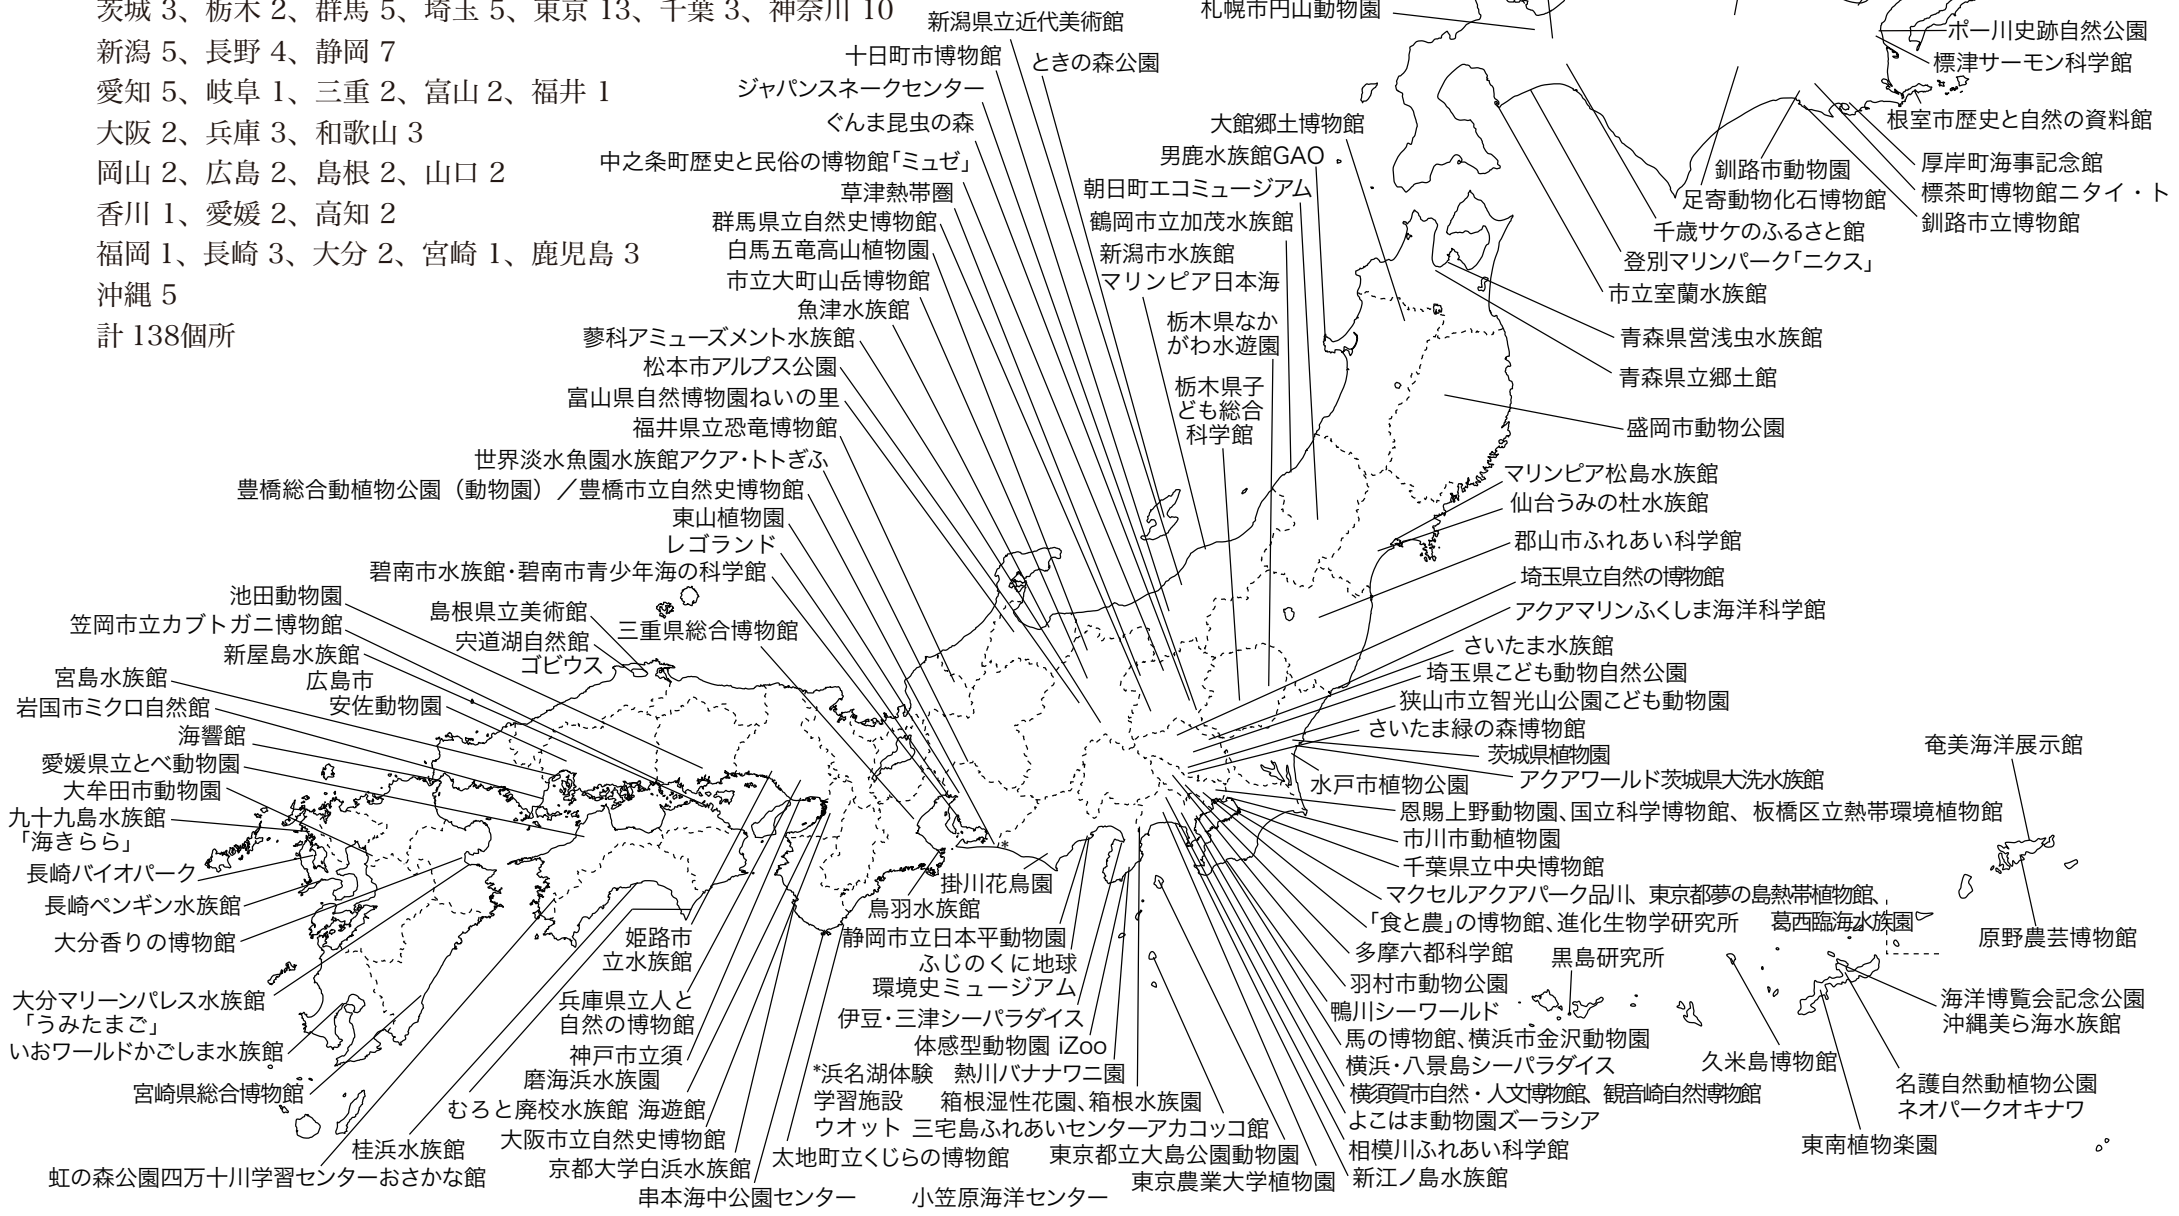 茨城 3、栃木 2、群馬 5、埼玉 5、東京 13、千葉 3、神奈川 10
新潟 5、長野 4、静岡 7
愛知 5、岐阜 1、三重 2、富山 2、福井 1
大阪 2、兵庫 3、和歌山 3
岡山 2、広島 2、島根 2、山口 2
香川 1、愛媛 2、高知 2
福岡 1、長崎 3、大分 2、宮崎 1、鹿児島 3
沖縄 5
計 138個所
新潟県立近代美術館
十日町市博物館
ときの森公園
ジャパンスネークセンター
ぐんま昆虫の森
中之条町歴史と民俗の博物館「ミュゼ」
草津熱帯圏
群馬県立自然史博物館
白馬五竜高山植物園
市立大町山岳博物館
魚津水族館
蓼科アミューズメント水族館
松本市アルプス公園
富山県自然博物園ねいの里
福井県立恐竜博物館
世界淡水魚園水族館アクア・トトぎふ
豊橋総合動植物公園（動物園）／豊橋市立自然史博物館
東山植物園
レゴランド
碧南市水族館・碧南市青少年海の科学館
池田動物園
島根県立美術館
笠岡市立カブトガニ博物館
三重県総合博物館
宍道湖自然館
ゴビウス
新屋島水族館
宮島水族館
広島市
安佐動物園
岩国市ミクロ自然館
海響館
愛媛県立とべ動物園
大牟田市動物園
九十九島水族館
「海きらら」
長崎バイオパーク
長崎ペンギン水族館
大分香りの博物館
大分マリーンパレス水族館
「うみたまご」
いおワールドかごしま水族館
宮崎県総合博物館
桂浜水族館
虹の森公園四万十川学習センターおさかな館
札幌市円山動物園
ポー川史跡自然公園
標津サーモン科学館
根室市歴史と自然の資料館
厚岸町海事記念館
標茶町博物館ニタイ・ト
釧路市立博物館
釧路市動物園
足寄動物化石博物館
千歳サケのふるさと館
登別マリンパーク「ニクス」
市立室蘭水族館
大館郷土博物館
男鹿水族館GAO
朝日町エコミュージアム
鶴岡市立加茂水族館
新潟市水族館
マリンピア日本海
栃木県なか
がわ水遊園
栃木県子
ども総合
科学館
青森県営浅虫水族館
青森県立郷土館
盛岡市動物公園
マリンピア松島水族館
仙台うみの杜水族館
郡山市ふれあい科学館
埼玉県立自然の博物館
アクアマリンふくしま海洋科学館
さいたま水族館
埼玉県こども動物自然公園
狭山市立智光山公園こども動物園
さいたま緑の森博物館
茨城県植物園
アクアワールド茨城県大洗水族館
水戸市植物公園
恩賜上野動物園、国立科学博物館、板橋区立熱帯環境植物館
市川市動植物園
千葉県立中央博物館
マクセルアクアパーク品川、東京都夢の島熱帯植物館、
「食と農」の博物館、進化生物学研究所 葛西臨海水族園
多摩六都科学館
羽村市動物公園
鴨川シーワールド
馬の博物館、横浜市金沢動物園
横浜・八景島シーパラダイス
横須賀市自然・人文博物館、観音崎自然博物館
よこはま動物園ズーラシア
相模川ふれあい科学館
新江ノ島水族館
掛川花鳥園
鳥羽水族館
静岡市立日本平動物園
ふじのくに地球
環境史ミュージアム
伊豆・三津シーパラダイス
体感型動物園 iZoo
*
*浜名湖体験
学習施設
ウオット
熱川バナナワニ園
箱根湿性花園、箱根水族園
三宅島ふれあいセンターアカコッコ館
東京都立大島公園動物園
東京農業大学植物園
小笠原海洋センター
姫路市
立水族館
兵庫県立人と
自然の博物館
神戸市立須
磨海浜水族園
むろと廃校水族館 海遊館
大阪市立自然史博物館
京都大学白浜水族館
太地町立くじらの博物館
串本海中公園センター
奄美海洋展示館
原野農芸博物館
黒島研究所
久米島博物館
海洋博覧会記念公園
沖縄美ら海水族館
名護自然動植物公園
ネオパークオキナワ
東南植物楽園